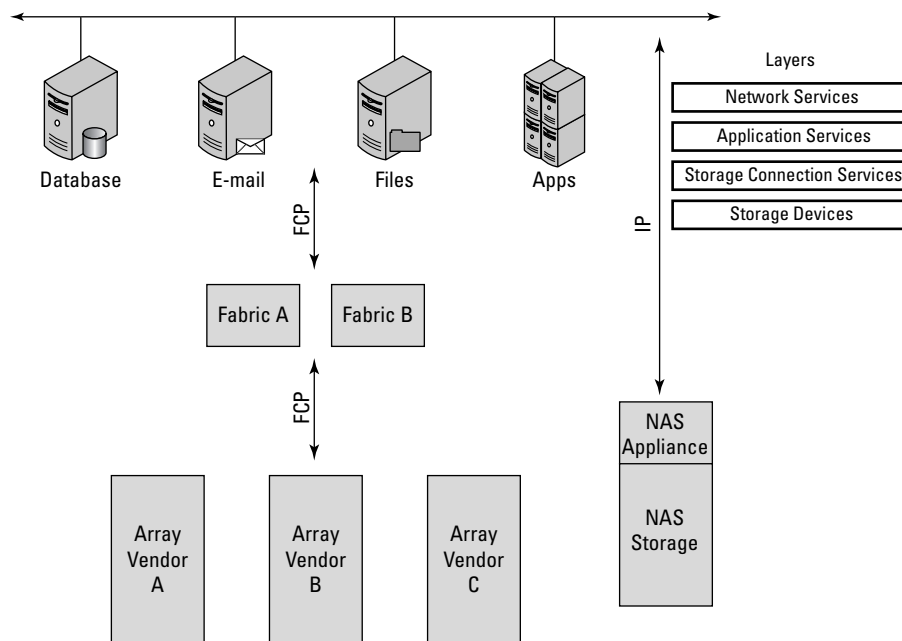 Layers
Network Services
Application Services
Storage Connection Services
Storage Devices
Database
E-mail
Files
Apps
FCP
IP
Fabric A
Fabric B
FCP
NAS
Appliance
NAS
Storage
Array
Vendor
A
Array
Vendor
B
Array
Vendor
C